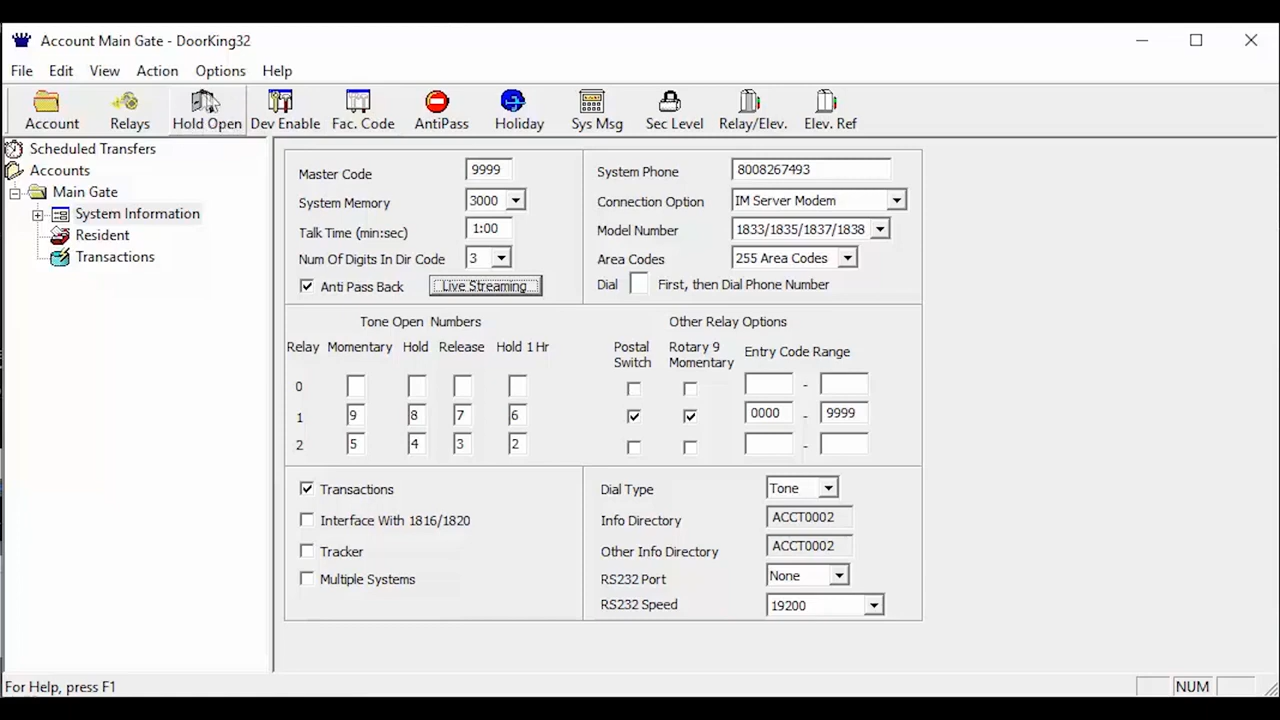 Account Main Gate - DoorKing32
File Edit View Action Options Help
Account Relays Hold Open Dev Enable Fac. Code AntiPass Holiday Sys Msg Sec Level Relay/Elev. Elev. Ref
Scheduled Transfers
Accounts
Main Gate
System Information
Resident
Transactions
Master Code 9999
System Memory 3000
Talk Time (min:sec) 1:00
Num Of Digits In Dir Code 3
Anti Pass Back Live Streaming
System Phone 8008267493
Connection Option IM Server Modem
Model Number 1833/1835/1837/1838
Area Codes 255 Area Codes
Dial First, then Dial Phone Number
Tone Open Numbers
Relay Momentary Hold Release Hold 1 Hr
0
1 9 8 7 6
2 5 4 3 2
Other Relay Options
Postal Switch Rotary 9 Momentary Entry Code Range
-
0000 - 9999
-
Transactions
Interface With 1816/1820
Tracker
Multiple Systems
Dial Type Tone
Info Directory ACCT0002
Other Info Directory ACCT0002
RS232 Port None
RS232 Speed 19200
For Help, press F1
NUM